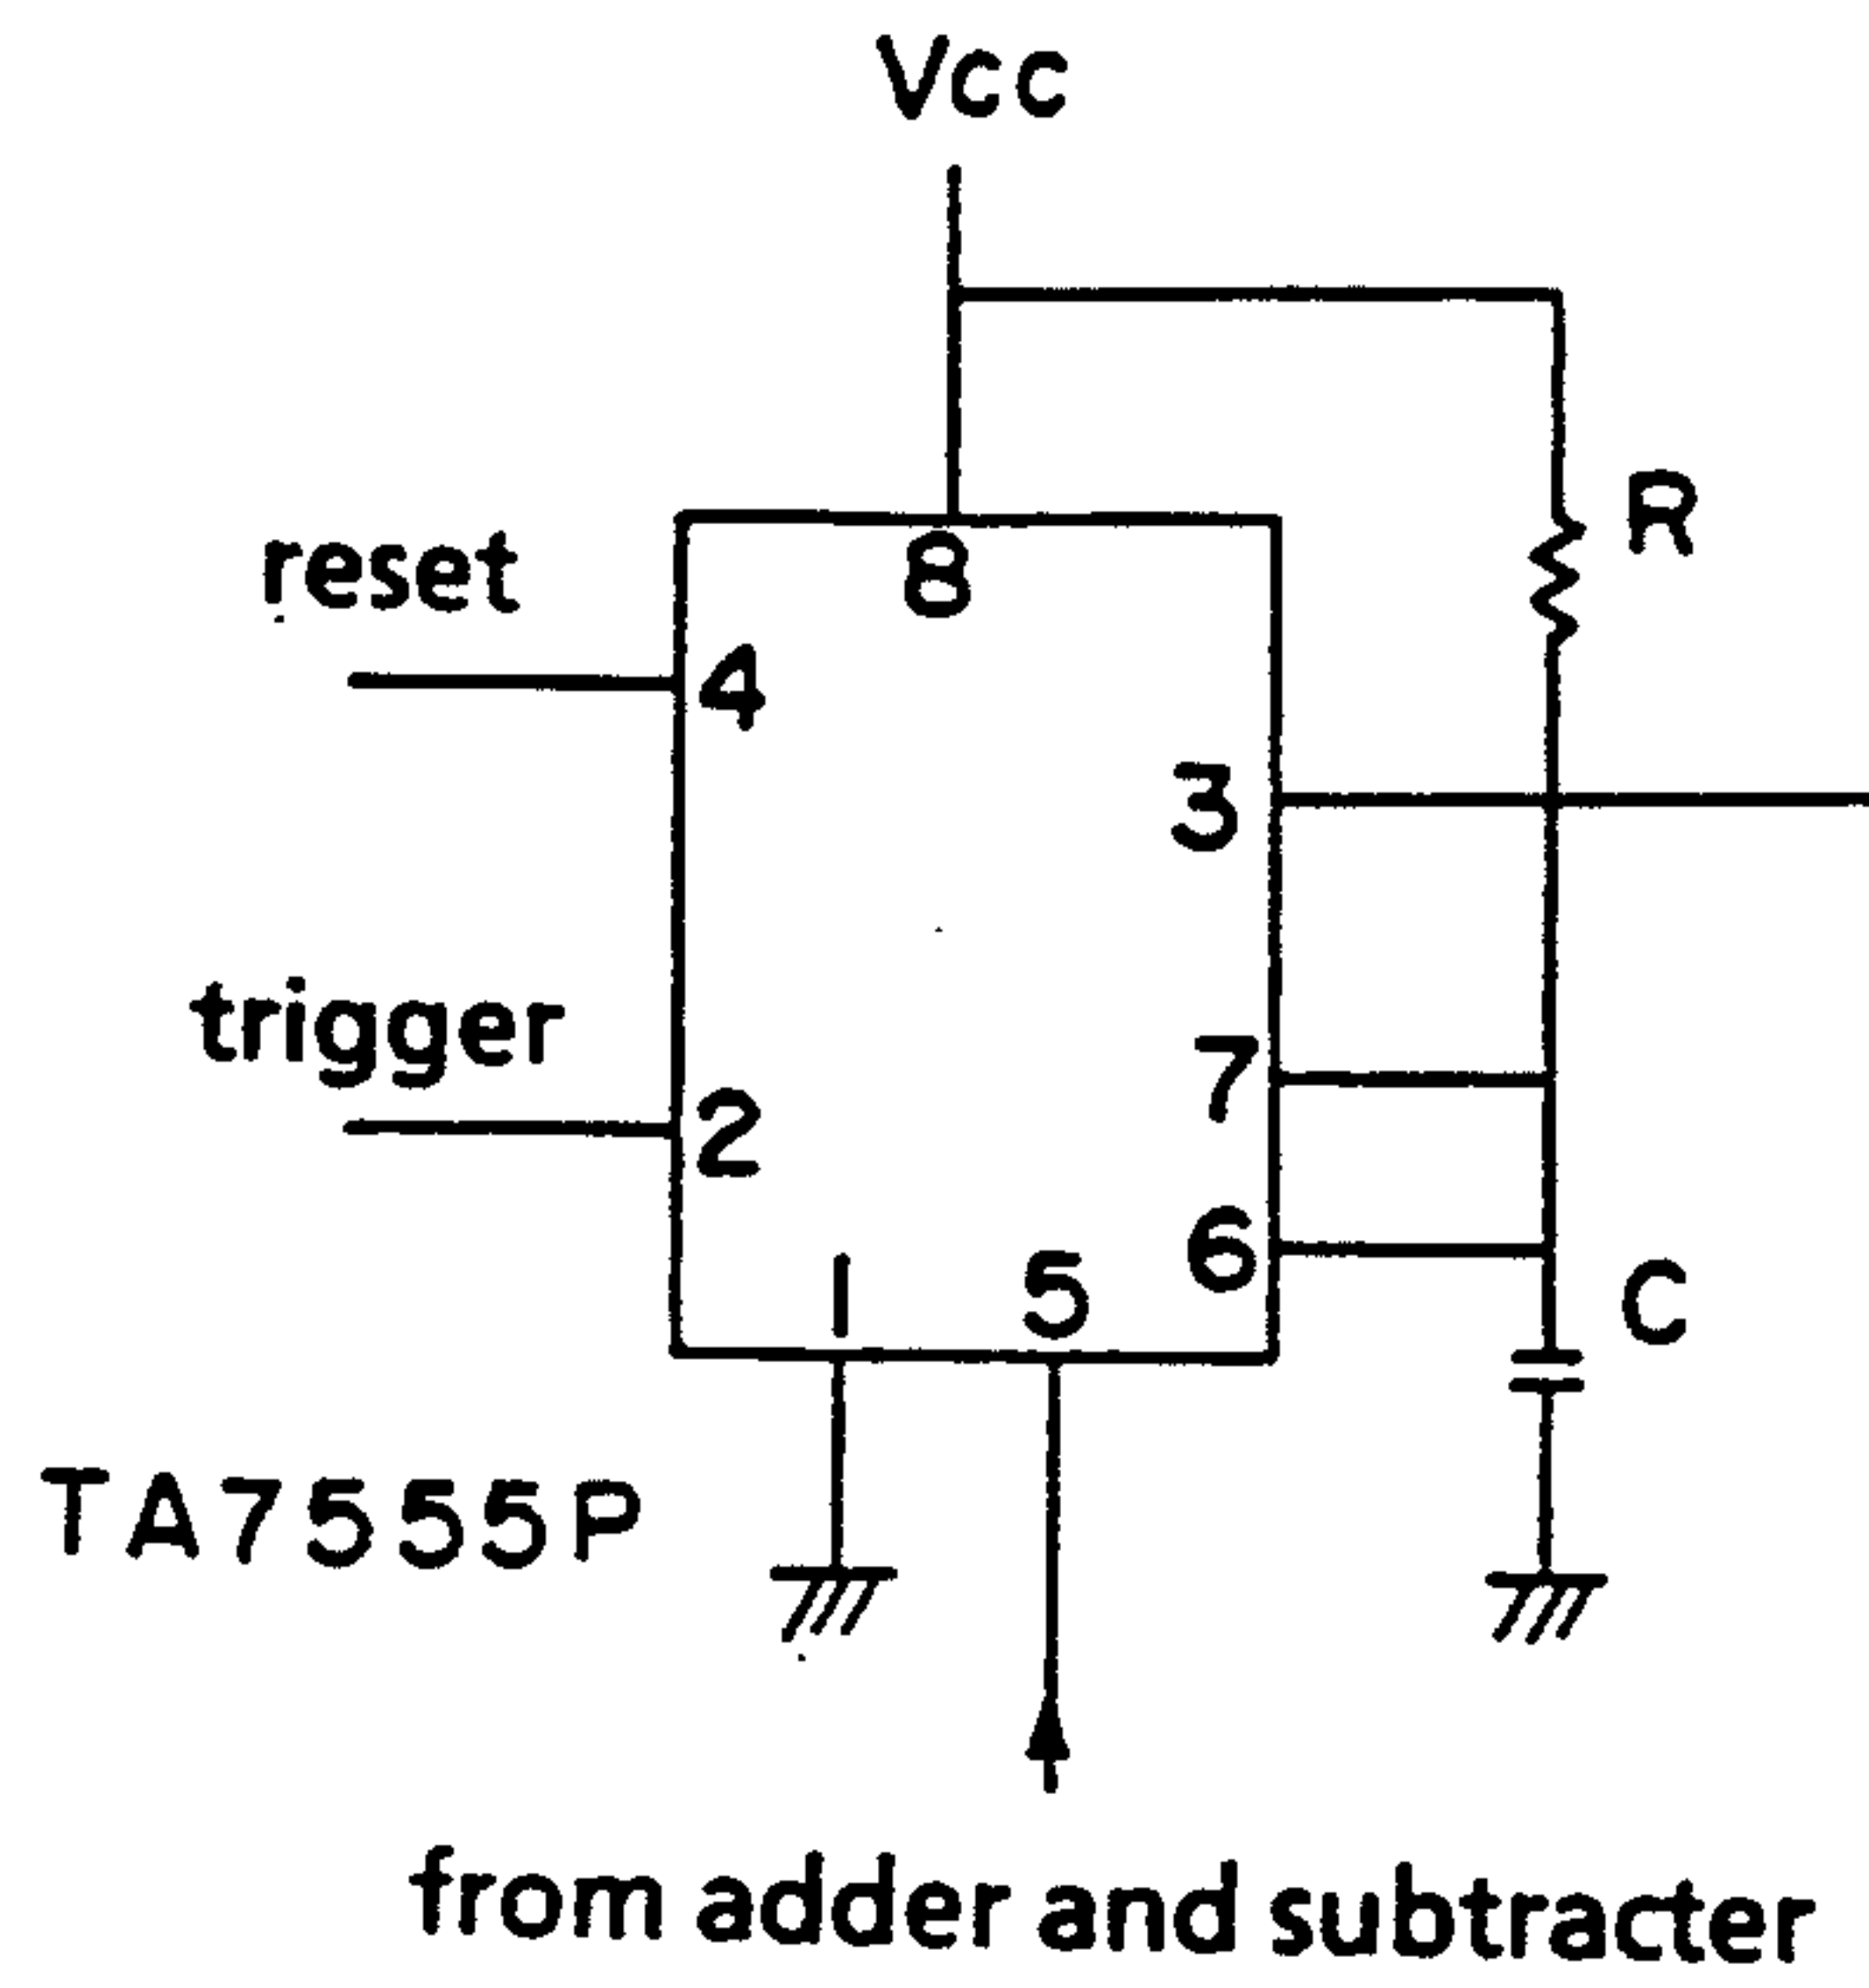 Vcc
R
reset
8
4
3
trigger
7
2
6
1
5
C
TA7555P
from adder and subtracter